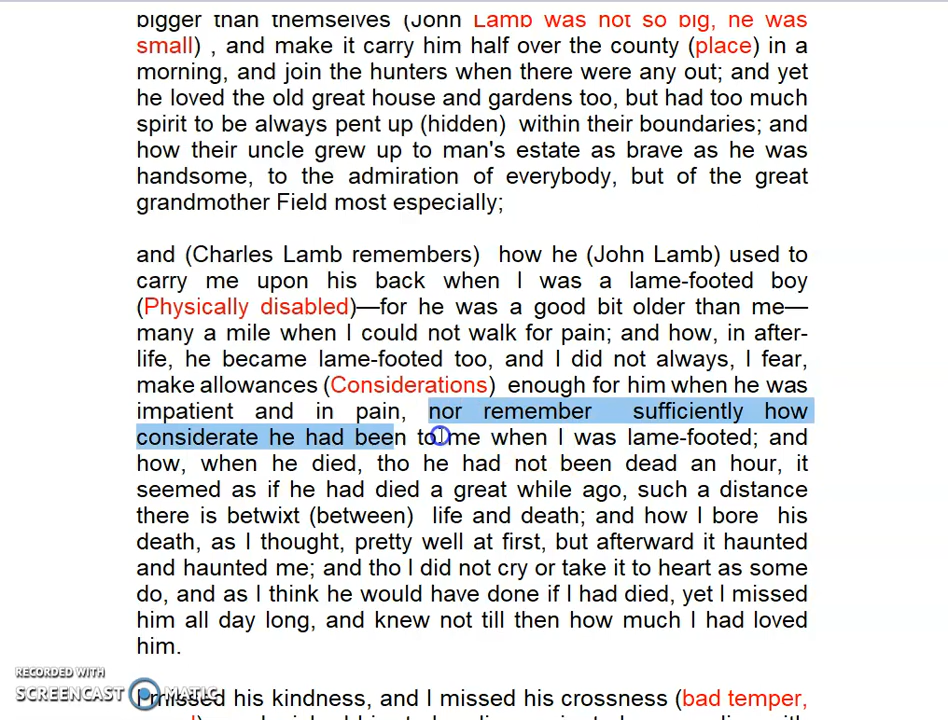 bigger than themselves (John Lamb was not so big, he was
small) , and make it carry him half over the county (place) in a
morning, and join the hunters when there were any out; and yet
he loved the old great house and gardens too, but had too much
spirit to be always pent up (hidden) within their boundaries; and
how their uncle grew up to man's estate as brave as he was
handsome, to the admiration of everybody, but of the great
grandmother Field most especially;
and (Charles Lamb remembers) how he (John Lamb) used to
carry me upon his back when I was a lame-footed boy
(Physically disabled)—for he was a good bit older than me—
many a mile when I could not walk for pain; and how, in after-
life, he became lame-footed too, and I did not always, I fear,
make allowances (Considerations) enough for him when he was
impatient and in pain, nor remember sufficiently how
considerate he had been to me when I was lame-footed; and
how, when he died, tho he had not been dead an hour, it
seemed as if he had died a great while ago, such a distance
there is betwixt (between) life and death; and how I bore his
death, as I thought, pretty well at first, but afterward it haunted
and haunted me; and tho I did not cry or take it to heart as some
do, and as I think he would have done if I had died, yet I missed
him all day long, and knew not till then how much I had loved
him.
RECORDED WITH
SCREENCAST MATIC
I missed his kindness, and I missed his crossness (bad temper,